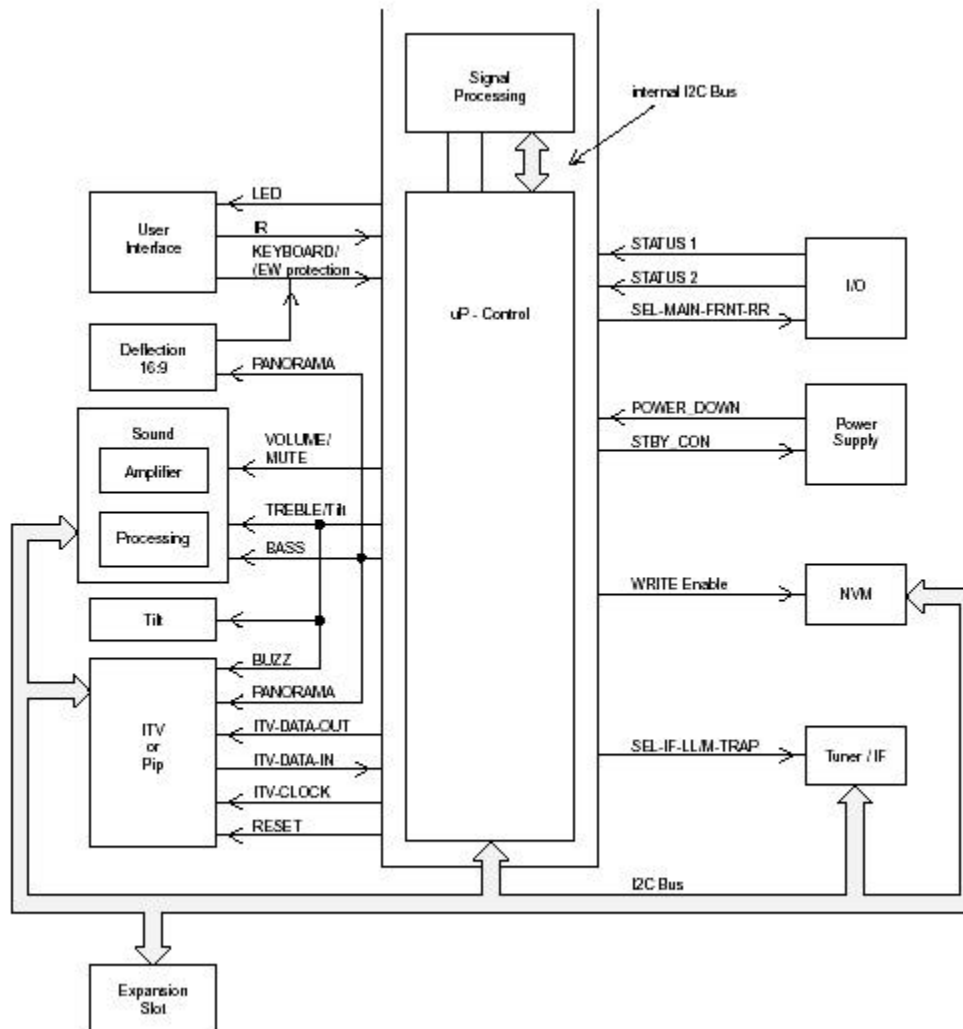 Signal
Processing
internal I2C Bus
LED
User
Interface
IR
KEYBOARD/
(EW protection
STATUS 1
STATUS 2
I/O
SEL-MAIN-FRNT-RR
uP - Control
Deflection
16:9
PANORAMA
POWER_DOWN
Power
Supply
STBY_CON
Sound
VOLUME/
MUTE
Amplifier
TREBLE/Tilt
Processing
BASS
WRITE Enable
NVM
Tilt
BUZZ
PANORAMA
ITV
or
Pip
ITV-DATA-OUT
ITV-DATA-IN
ITV-CLOCK
RESET
SEL-IF-LL/M-TRAP
Tuner / IF
I2C Bus
Expansion
Slot